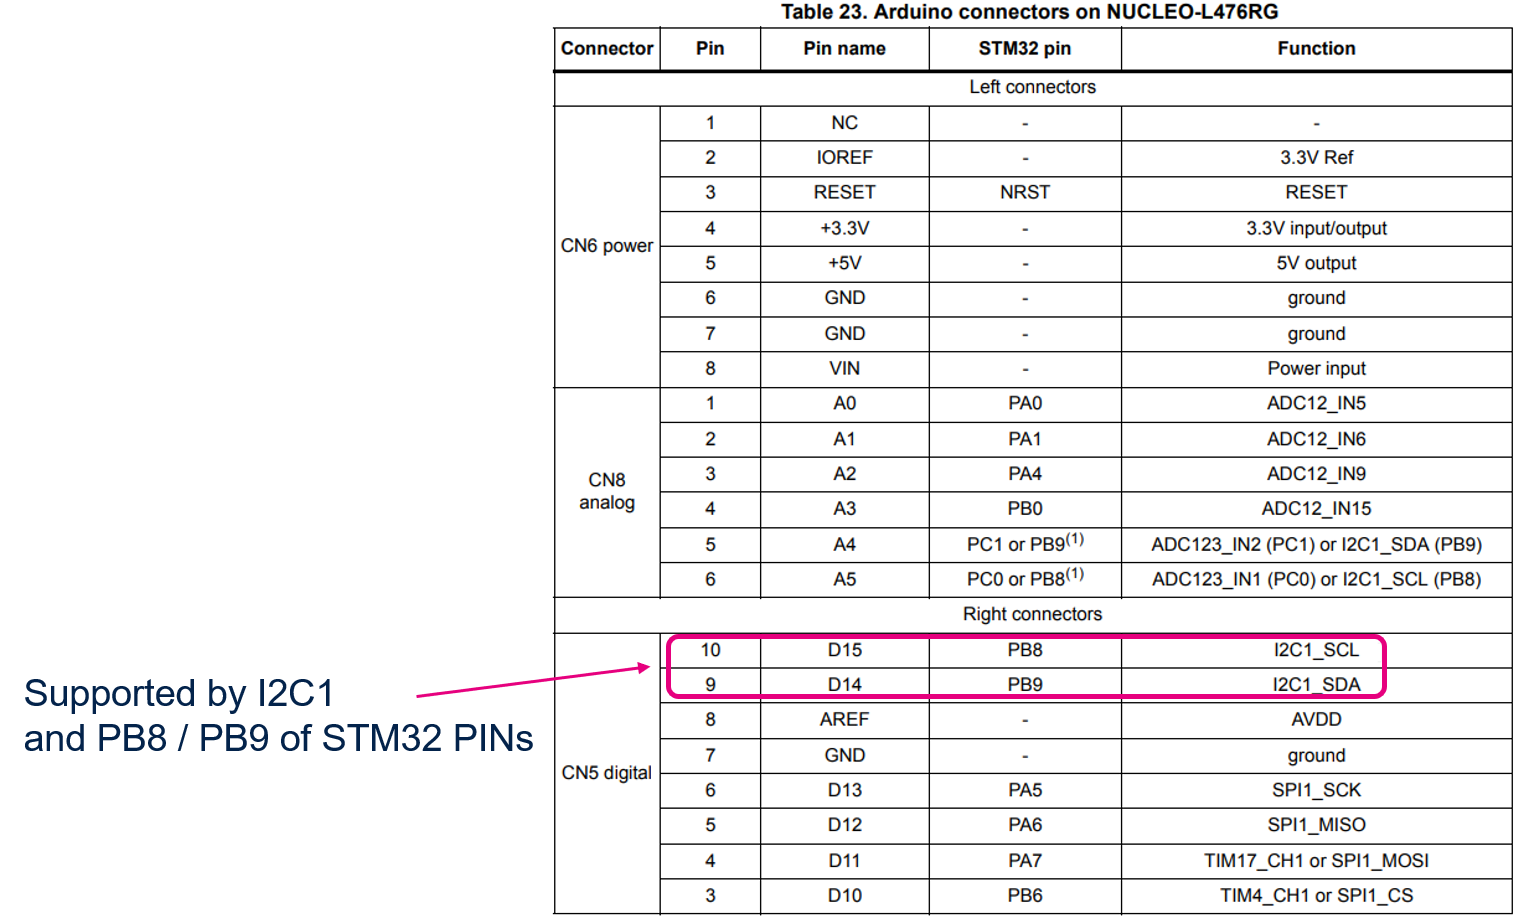 Table 23. Arduino connectors on NUCLEO-L476RG
Connector Pin Pin name STM32 pin Function
Left connectors
CN6 power
1 NC - -
2 IOREF - 3.3V Ref
3 RESET NRST RESET
4 +3.3V - 3.3V input/output
5 +5V - 5V output
6 GND - ground
7 GND - ground
8 VIN - Power input
CN8
analog
1 A0 PA0 ADC12_IN5
2 A1 PA1 ADC12_IN6
3 A2 PA4 ADC12_IN9
4 A3 PB0 ADC12_IN15
5 A4 PC1 or PB9(1) ADC123_IN2 (PC1) or I2C1_SDA (PB9)
6 A5 PC0 or PB8(1) ADC123_IN1 (PC0) or I2C1_SCL (PB8)
Right connectors
CN5 digital
10 D15 PB8 I2C1_SCL
9 D14 PB9 I2C1_SDA
8 AREF - AVDD
7 GND - ground
6 D13 PA5 SPI1_SCK
5 D12 PA6 SPI1_MISO
4 D11 PA7 TIM17_CH1 or SPI1_MOSI
3 D10 PB6 TIM4_CH1 or SPI1_CS
Supported by I2C1
and PB8 / PB9 of STM32 PINs